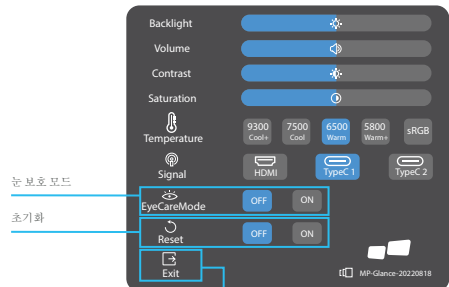 Backlight
Volume
Contrast
Saturation
Temperature
9300 Cool+
7500 Cool
6500 Warm
5800 Warm+
sRGB
Signal
HDMI
TypeC 1
TypeC 2
눈 보호 모드
EyeCareMode
OFF
ON
초기화
Reset
OFF
ON
Exit
MP-Glance-20220818